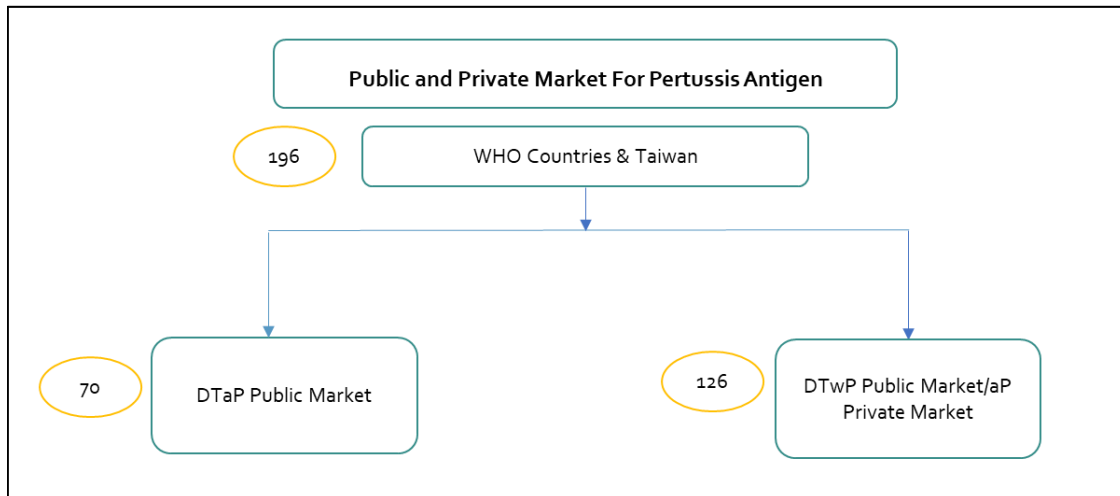 Public and Private Market For Pertussis Antigen
196
WHO Countries & Taiwan
70
DTaP Public Market
126
DTwP Public Market/aP
Private Market